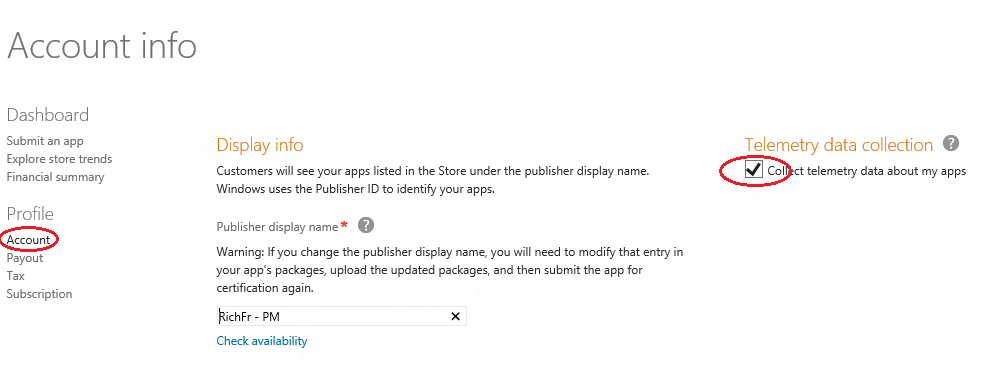 Account info
Dashboard
Submit an app
Explore store trends
Financial summary
Profile
Account
Payout
Tax
Subscription
Display info
Customers will see your apps listed in the Store under the publisher display name.
Windows uses the Publisher ID to identify your apps.
Publisher display name * ?
Warning: If you change the publisher display name, you will need to modify that entry in
your app's packages, upload the updated packages, and then submit the app for
certification again.
RichFr - PM ×
Check availability
Telemetry data collection ?
Collect telemetry data about my apps